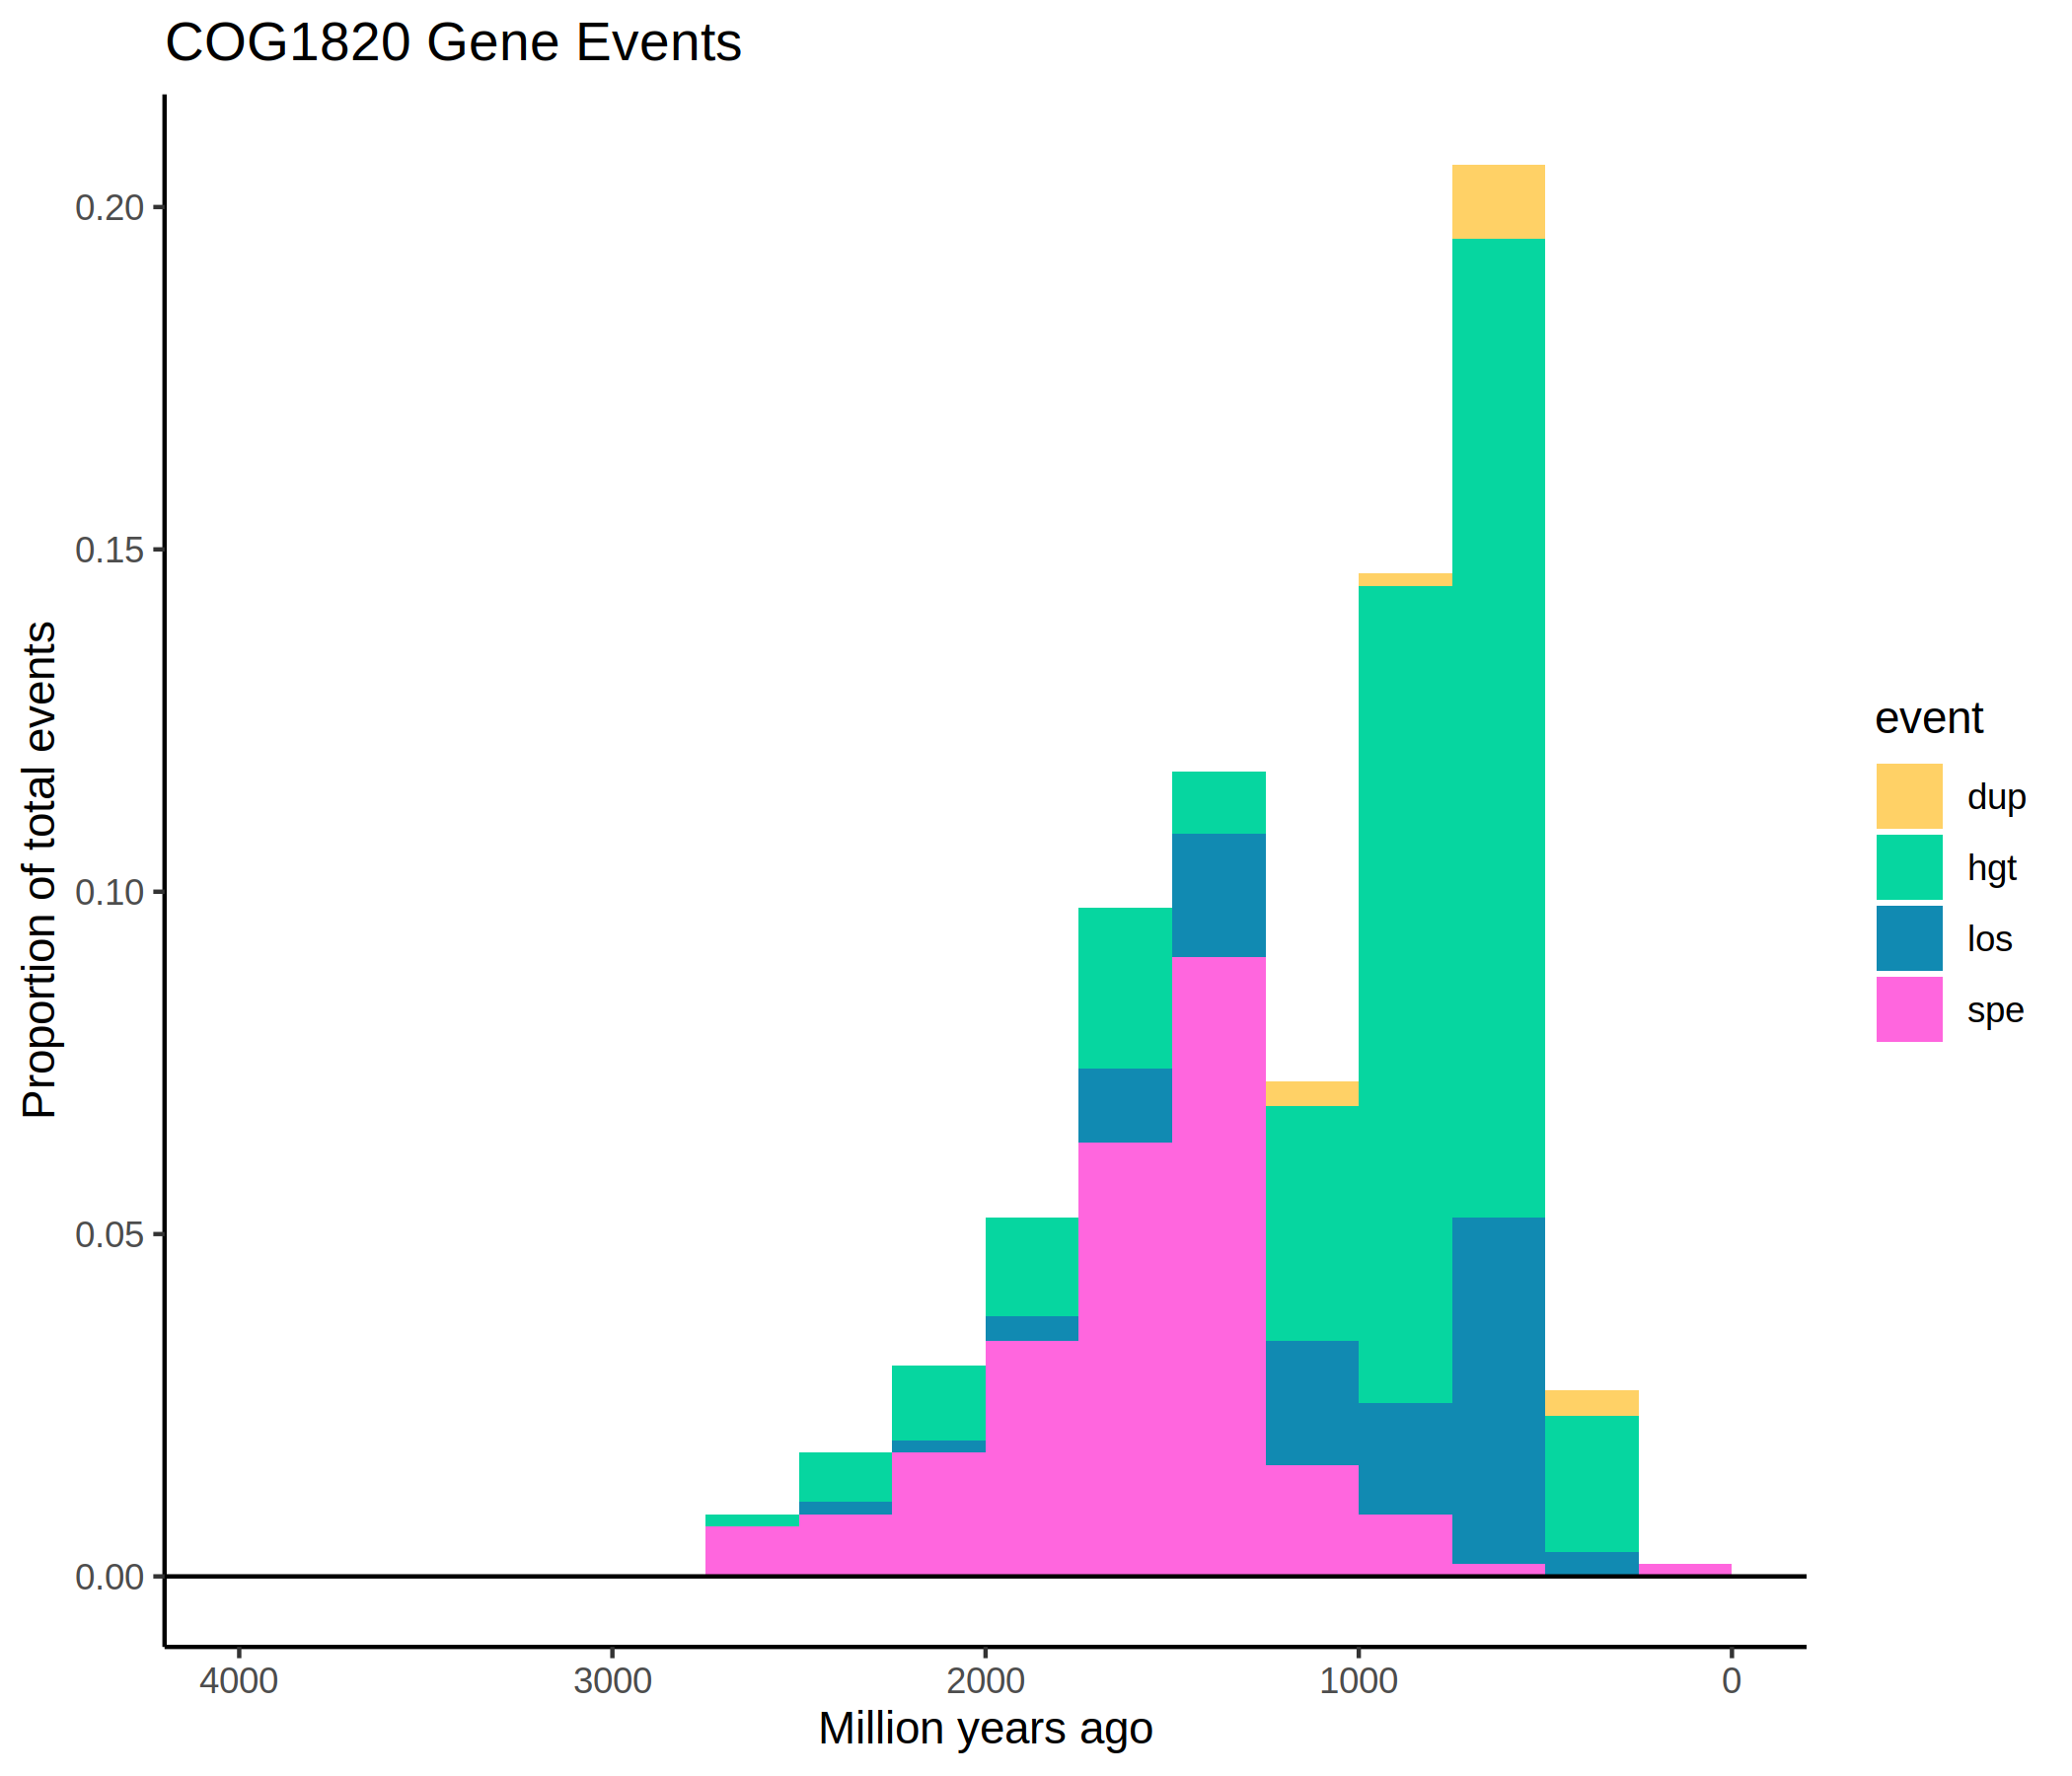 COG1820 Gene Events
Proportion of total events
0.20
0.15
0.10
0.05
0.00
4000 3000 2000 1000 0
Million years ago
event
dup
hgt
los
spe